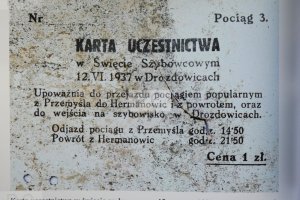 Nr Pociąg 3.
KARTA UCZESTNICTWA
w Święcie Szybowcowem
12.VI.1937 w Drozdowicach
Upoważnia do przejazdu pociągiem popularnym
z Przemyśla do Hermanowic i z powrotem, oraz
do wejścia na szybowisko w Drozdowicach.
Odjazd pociągu z Przemyśla godz. 14·50
Powrót z Hermanowic godz. 21·50
Cena 1 zł.